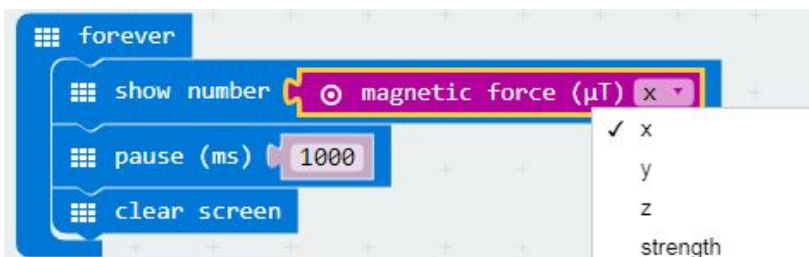 forever
show number magnetic force (µT) x
✓ x
pause (ms) 1000
y
clear screen
z
strength